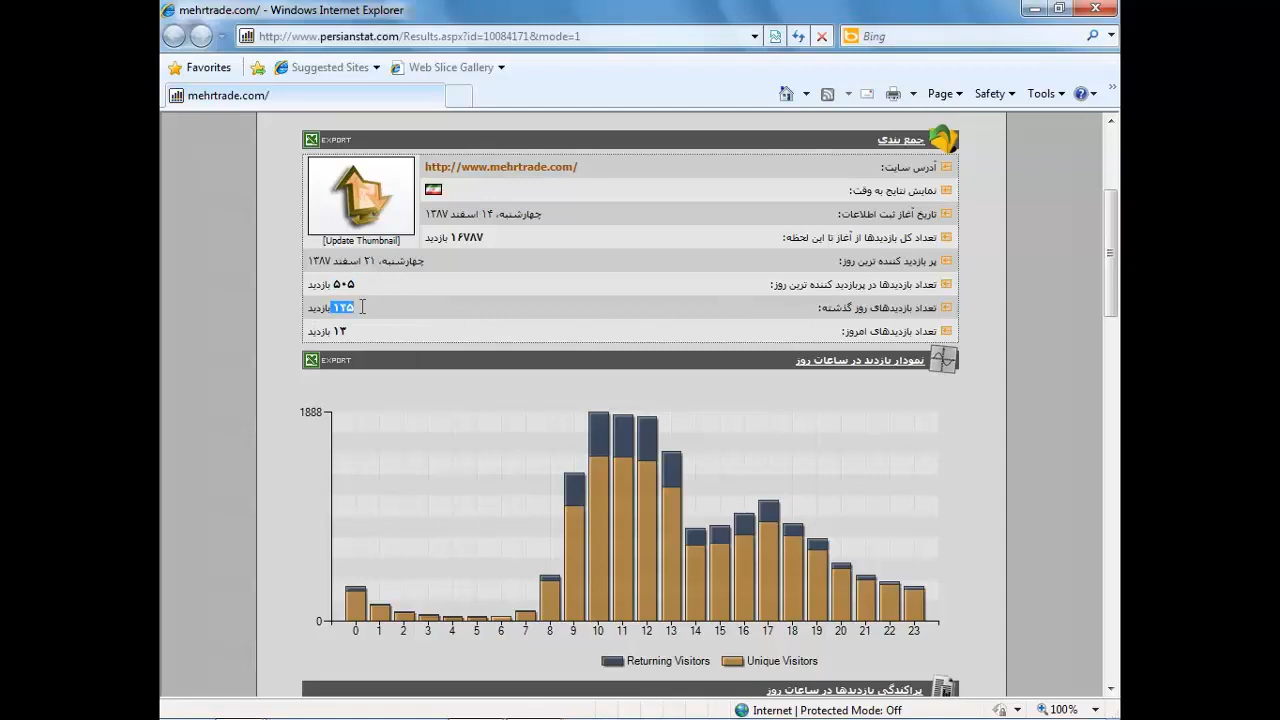 mehrtrade.com/ - Windows Internet Explorer
http://www.persianstat.com/Results.aspx?id=10084171&mode=1
Bing
Favorites
Suggested Sites
Web Slice Gallery
mehrtrade.com/
Page
Safety
Tools
EXPORT
جمع بندی
آدرس سایت: http://www.mehrtrade.com/
نمایش نتایج به وقت:
تاریخ آغاز ثبت اطلاعات: چهارشنبه، ۱۴ اسفند ۱۳۸۷
تعداد کل بازدیدها از آغاز تا این لحظه: ۱۶۷۸۷ بازدید
[Update Thumbnail]
پر بازدید کننده ترین روز: چهارشنبه، ۲۱ اسفند ۱۳۸۷
تعداد بازدیدها در پربازدید کننده ترین روز: ۵۰۵ بازدید
تعداد بازدیدهای روز گذشته: ۱۲۵ بازدید
تعداد بازدیدهای امروز: ۱۳ بازدید
EXPORT
نمودار بازدید در ساعات روز
1888
0
0 1 2 3 4 5 6 7 8 9 10 11 12 13 14 15 16 17 18 19 20 21 22 23
Returning Visitors
Unique Visitors
پراکندگی بازدیدها در ساعات روز
Internet | Protected Mode: Off
100%